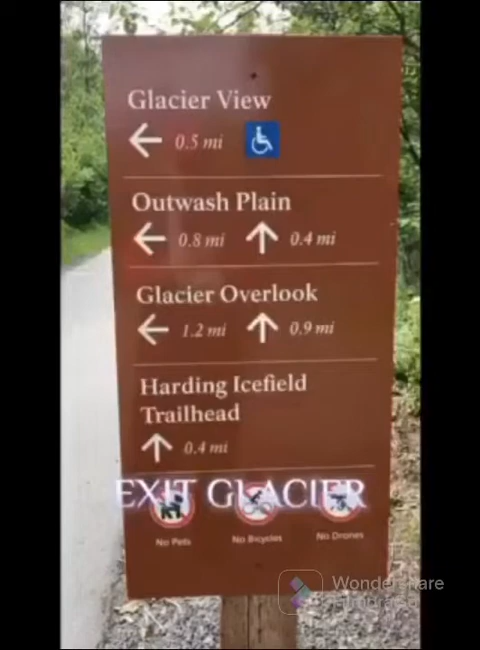 Glacier View
0.5 mi
Outwash Plain
0.8 mi 0.4 mi
Glacier Overlook
1.2 mi 0.9 mi
Harding Icefield
Trailhead
0.4 mi
EXIT GLACIER
No Pets No Bicycles No Drones
Wondershare
Filmora